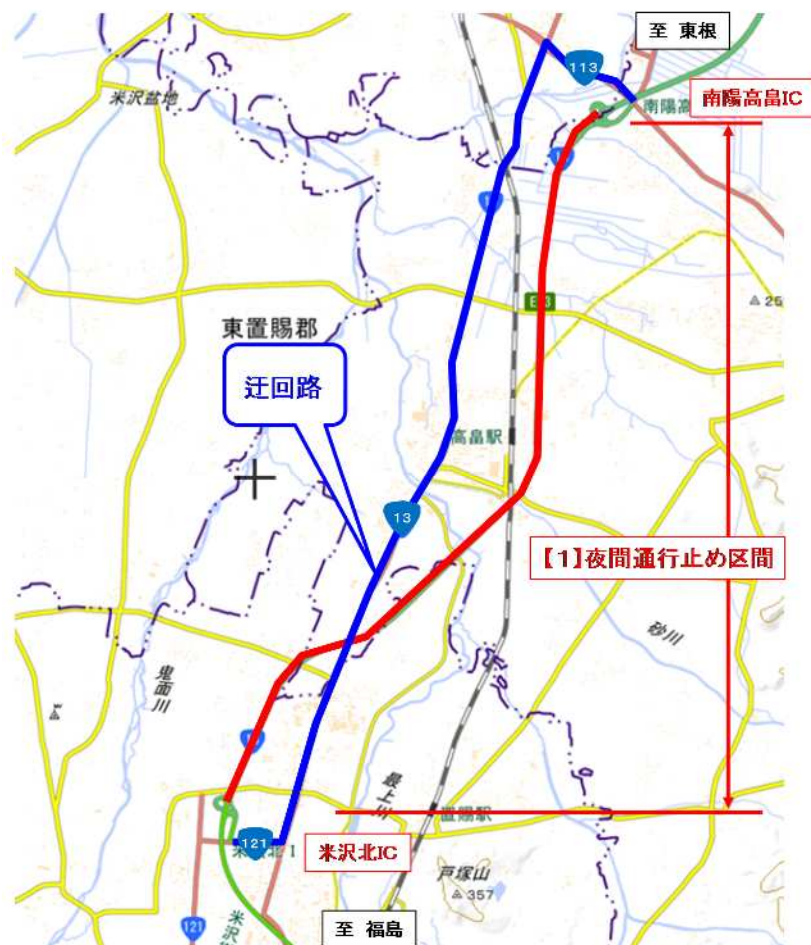 至 東根
113
米沢盆地
南陽高畠IC
南陽高
東置賜郡
迂回路
高畠駅
13
【1】夜間通行止め区間
砂川
鬼面川
最上川
置賜駅
121
米沢北IC
戸塚山
357
121
至 福島